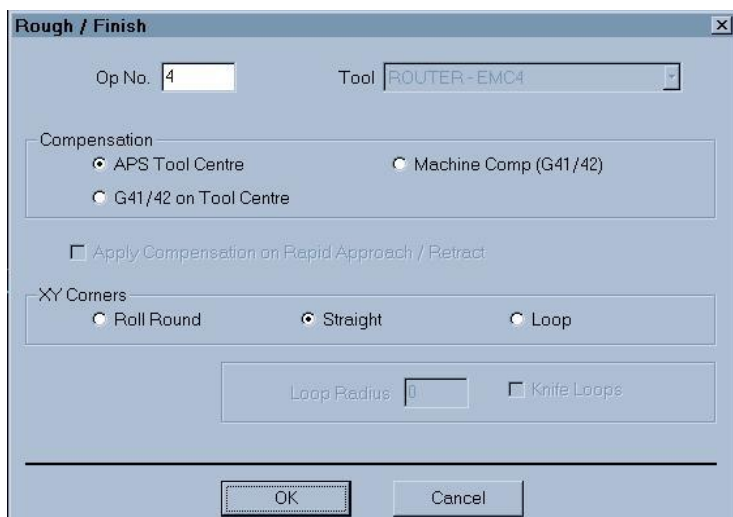 Rough / Finish
Op No. 4 Tool ROUTER - EMC4
Compensation
APS Tool Centre Machine Comp (G41/42)
G41/42 on Tool Centre
Apply Compensation on Rapid Approach / Retract
XY Corners
Roll Round Straight Loop
Loop Radius 0 Knife Loops
OK Cancel